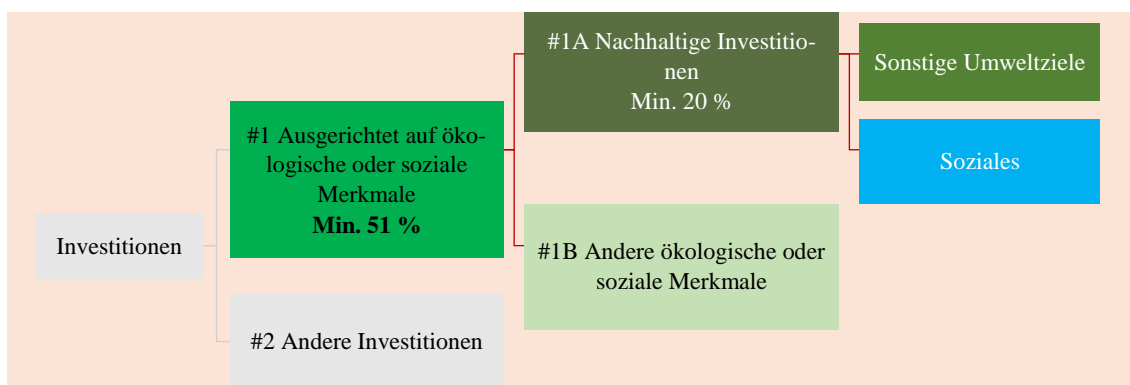 Investitionen
#1 Ausgerichtet auf öko-
logische oder soziale
Merkmale
Min. 51 %
#2 Andere Investitionen
#1A Nachhaltige Investitio-
nen
Min. 20 %
#1B Andere ökologische oder
soziale Merkmale
Sonstige Umweltziele
Soziales